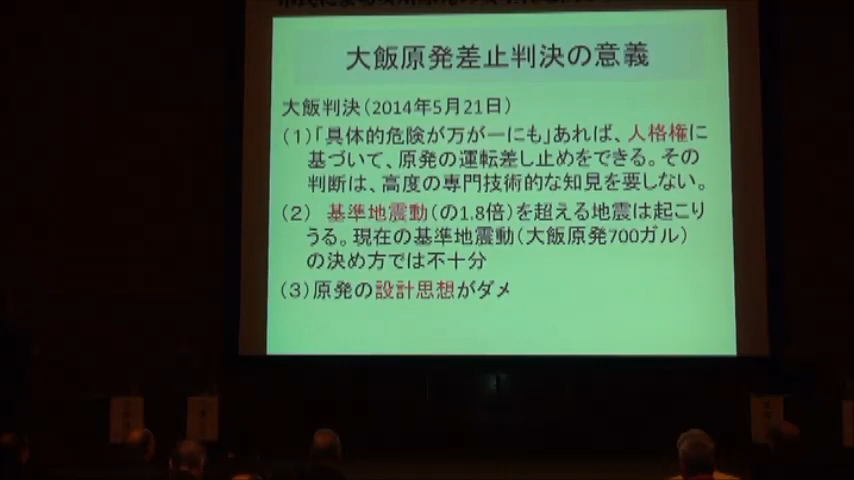 大飯原発差止判決の意義
大飯判決（2014年5月21日）
（1）「具体的危険が万が一にも」あれば、人格権に
基づいて、原発の運転差し止めをできる。その
判断は、高度の専門技術的な知見を要しない。
（2） 基準地震動（の1.8倍）を超える地震は起こり
うる。現在の基準地震動（大飯原発700ガル）
の決め方では不十分
（3）原発の設計思想がダメ